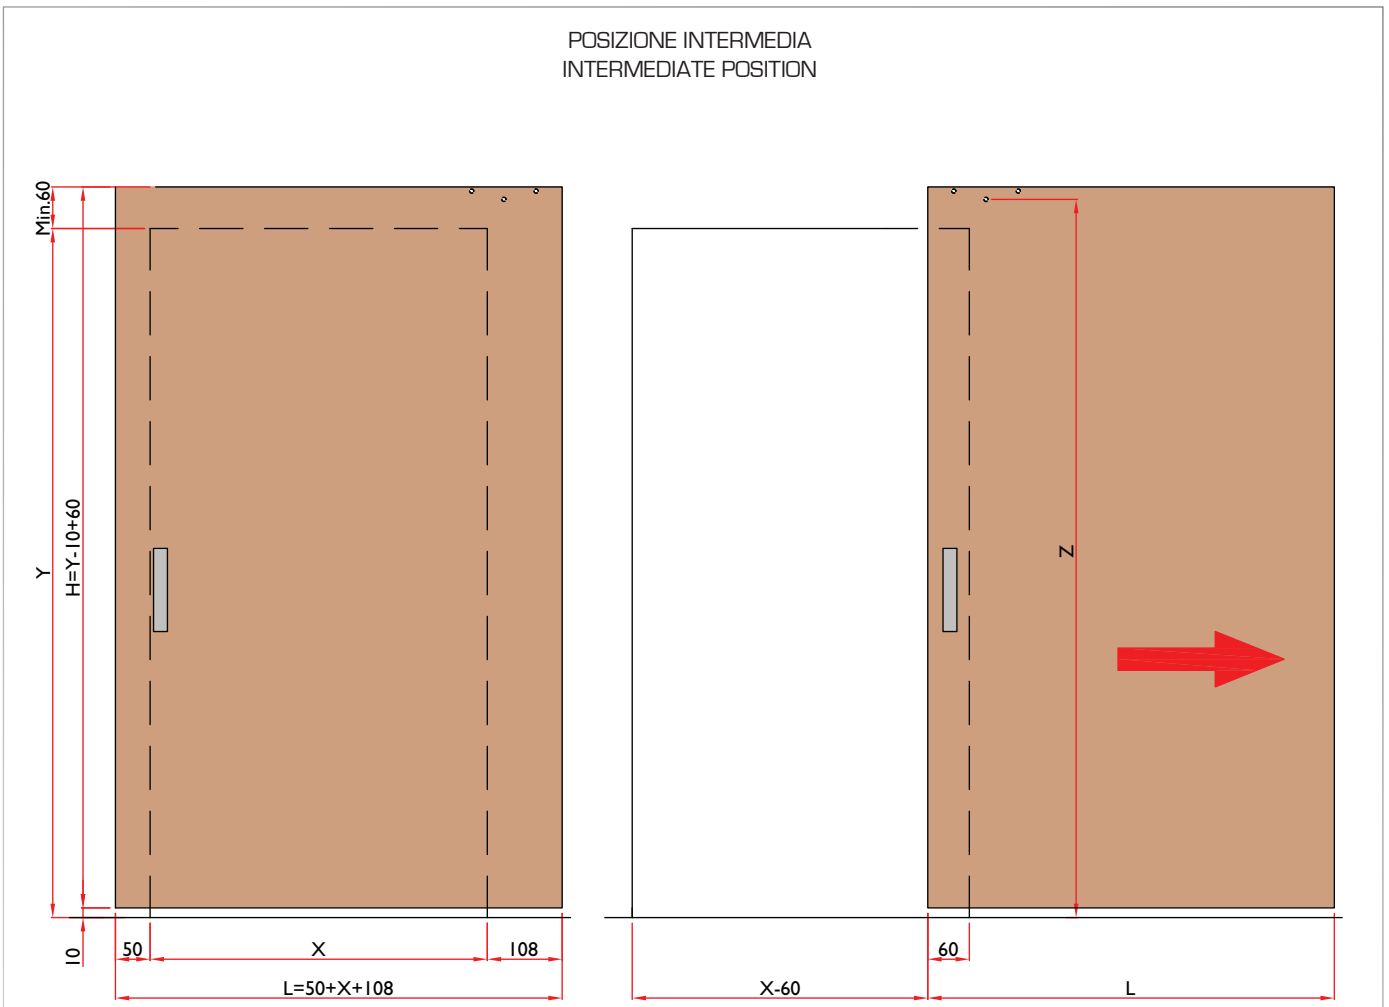 POSIZIONE INTERMEDIA
INTERMEDIATE POSITION
Min.60
Y
H=Y-10+60
Z
10
50
X
108
60
L=50+X+108
X-60
L